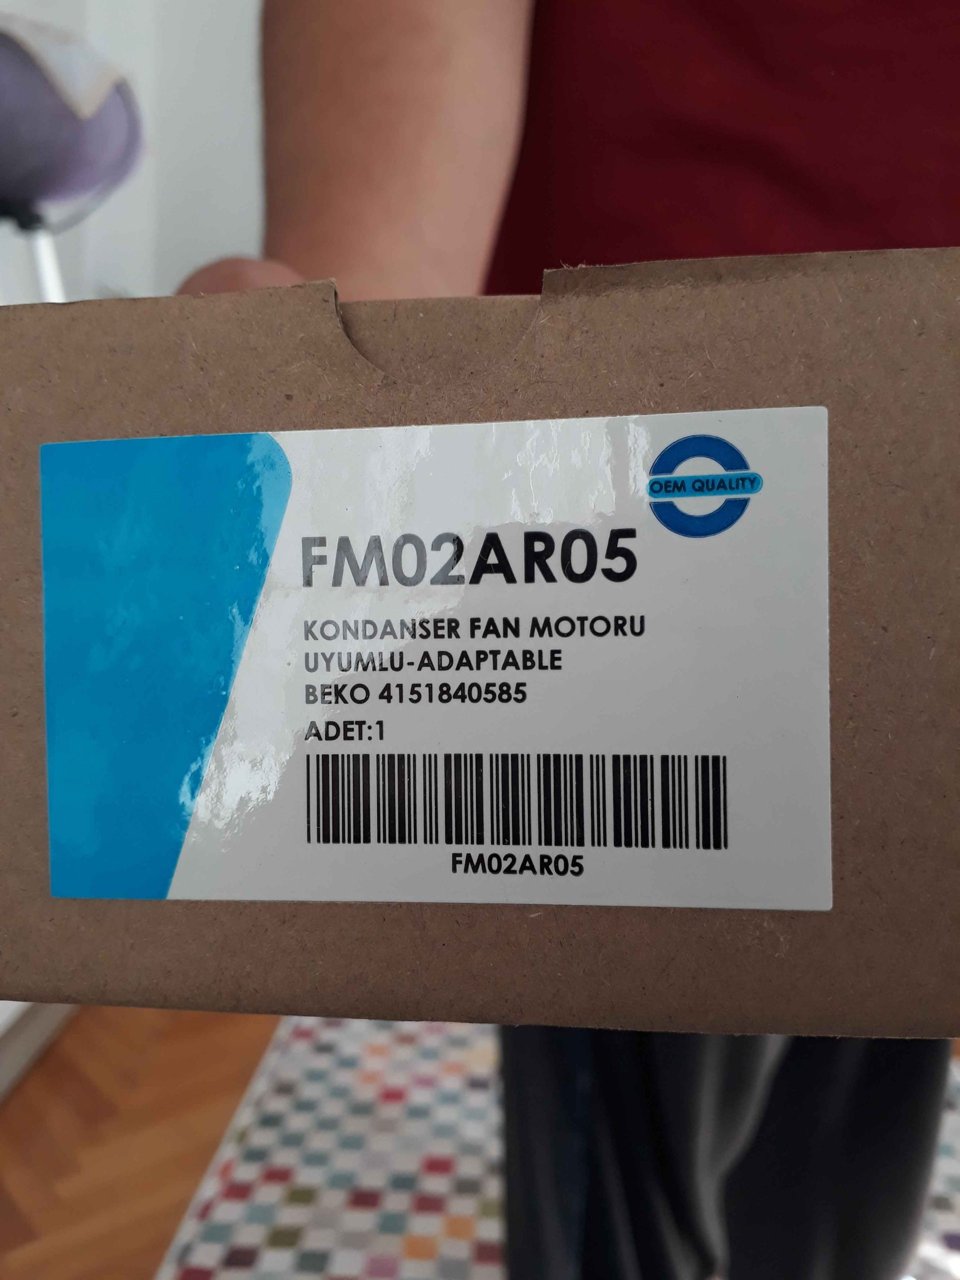 OEM QUALITY
FM02AR05
KONDANSER FAN MOTORU
UYUMLU-ADAPTABLE
BEKO 4151840585
ADET:1
FM02AR05